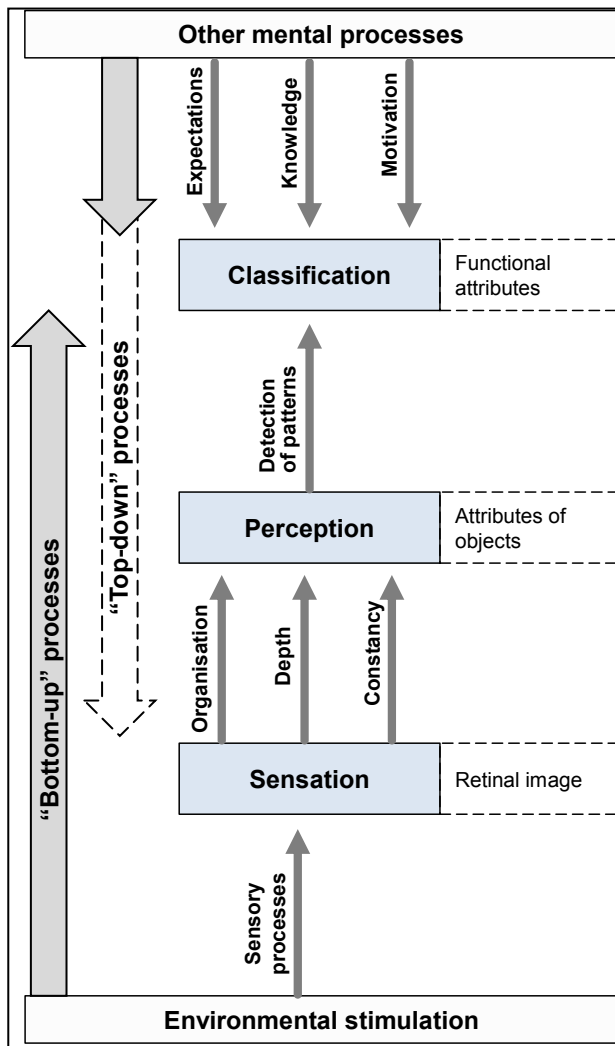 Other mental processes
Expectations
Knowledge
Motivation
Classification
Functional
attributes
Detection
of patterns
“Top-down” processes
“Bottom-up” processes
Perception
Attributes of
objects
Organisation
Depth
Constancy
Sensation
Retinal image
Sensory
processes
Environmental stimulation